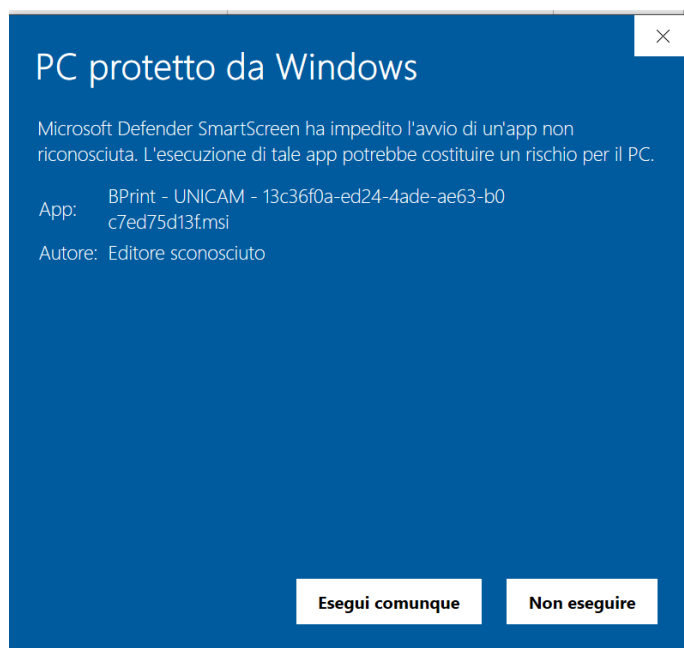 PC protetto da Windows
Microsoft Defender SmartScreen ha impedito l'avvio di un'app non
riconosciuta. L'esecuzione di tale app potrebbe costituire un rischio per il PC.
App: BPrint - UNICAM - 13c36f0a-ed24-4ade-ae63-b0
c7ed75d13f.msi
Autore: Editore sconosciuto
Esegui comunque Non eseguire